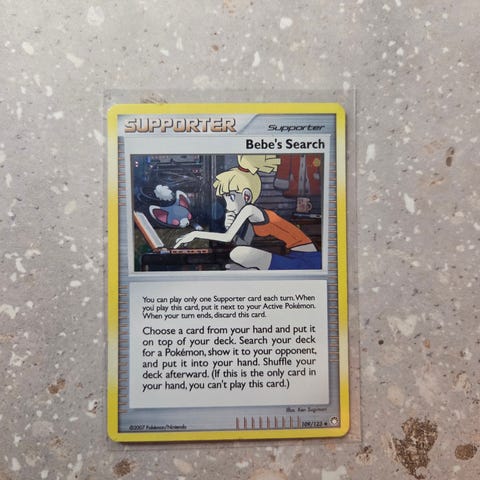 SUPPORTER Supporter
Bebe's Search
You can play only one Supporter card each turn. When you
play this card, put it next to your Active Pokémon.
When your turn ends, discard this card.
Choose a card from your hand and put it
on top of your deck. Search your deck
for a Pokémon, show it to your opponent,
and put it into your hand. Shuffle your
deck afterward. (If this is the only card in
your hand, you can't play this card.)
Illus. Ken Sugimori
©2007 Pokémon/Nintendo 109/123